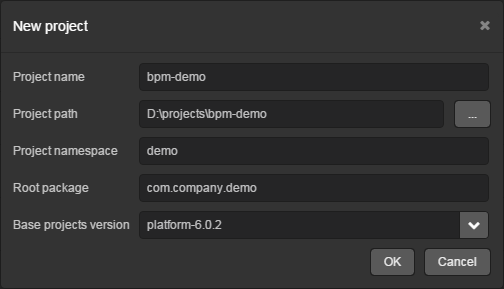 New project
Project name bpm-demo
Project path D:\projects\bpm-demo ...
Project namespace demo
Root package com.company.demo
Base projects version platform-6.0.2
OK Cancel